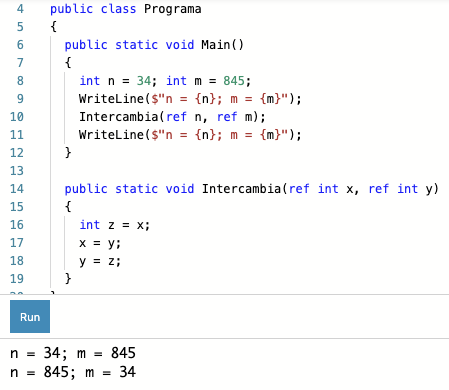 4 public class Programa
5 {
6 public static void Main()
7 {
8 int n = 34; int m = 845;
9 WriteLine($"n = {n}; m = {m}");
10 Intercambia(ref n, ref m);
11 WriteLine($"n = {n}; m = {m}");
12 }
13
14 public static void Intercambia(ref int x, ref int y)
15 {
16 int z = x;
17 x = y;
18 y = z;
19 }
Run
n = 34; m = 845
n = 845; m = 34